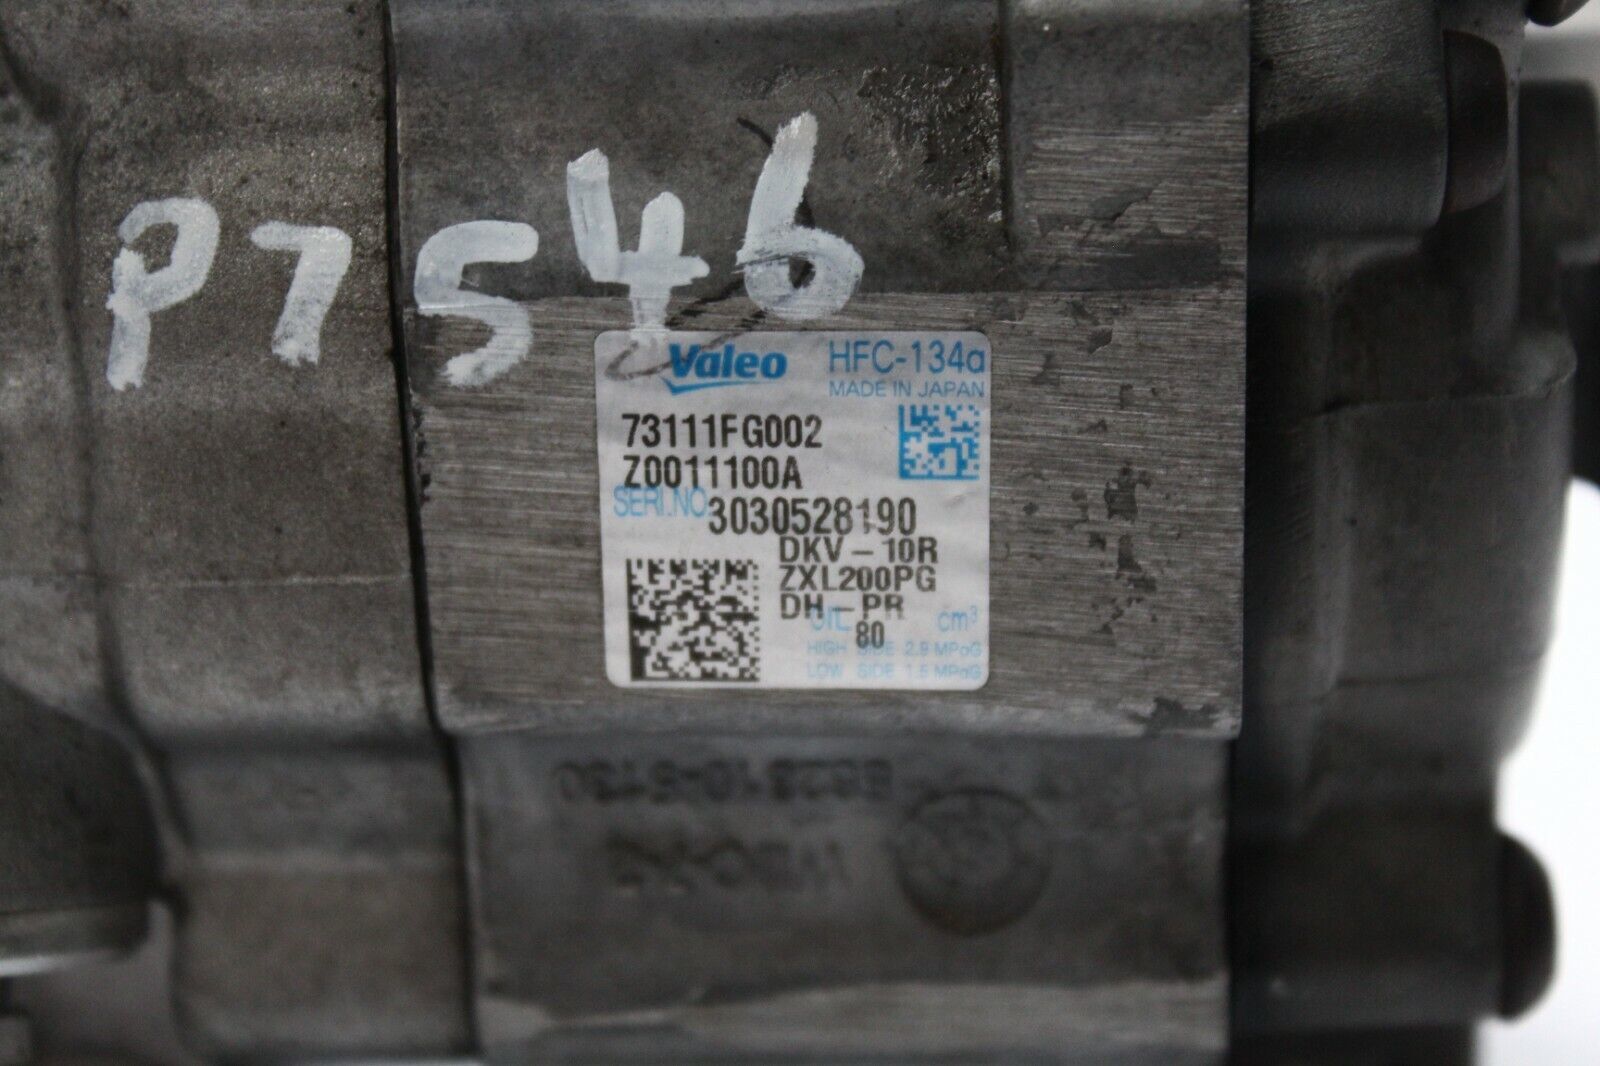 P7546
Valeo HFC-134a
MADE IN JAPAN
73111FG002
Z0011100A
SERI.NO. 3030528190
DKV-10R
ZXL200PG
DH-PR
OIL 80 cm³
HIGH SIDE 2.9 MPaG
LOW SIDE 1.5 MPaG